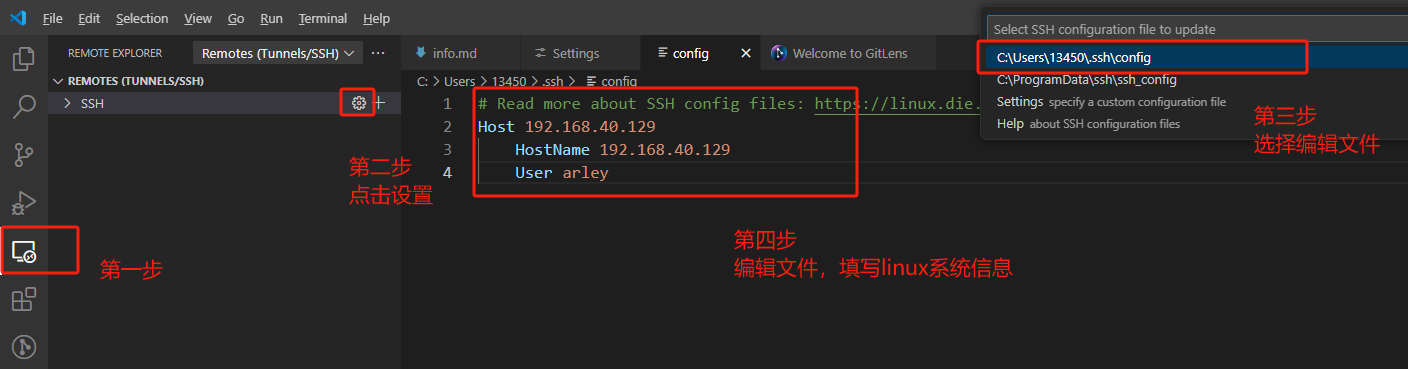 File Edit Selection View Go Run Terminal Help
Select SSH configuration file to update
REMOTE EXPLORER
Remotes (Tunnels/SSH)
info.md
Settings
config
Welcome to GitLens
C:\Users\13450\.ssh\config
REMOTES (TUNNELS/SSH)
C: > Users > 13450 > .ssh > config
C:\ProgramData\ssh\ssh_config
SSH
1 # Read more about SSH config files: https://linux.die.
Settings specify a custom configuration file
2 Host 192.168.40.129
Help about SSH configuration files
3 HostName 192.168.40.129
4 User arley
第三步
选择编辑文件
第二步
点击设置
第四步
编辑文件，填写linux系统信息
第一步